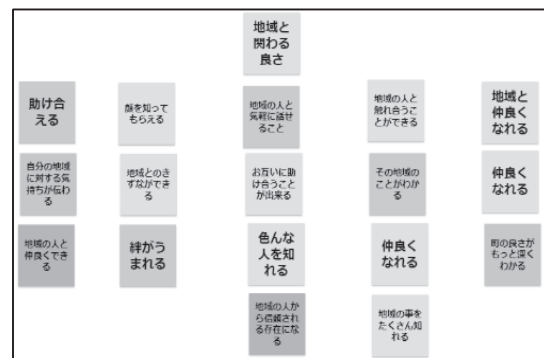 地域と
関わる
良さ
助け合
える
顔を知って
もらえる
地域の人と
気軽に話せ
ること
地域の人と
触れ合うこ
とができる
地域と
仲良く
なれる
自分の地域
に対する気
持ちが伝わ
る
地域とのき
ずなができ
る
お互いに助
け合うこと
が出来る
その地域の
ことがわか
る
仲良く
なれる
地域の人と
仲良くでき
る
絆がう
まれる
色んな
人を知
れる
仲良く
なれる
町の良さが
もっと深く
わかる
地域の人か
ら信頼され
る存在にな
る
地域の事を
たくさん知
れる